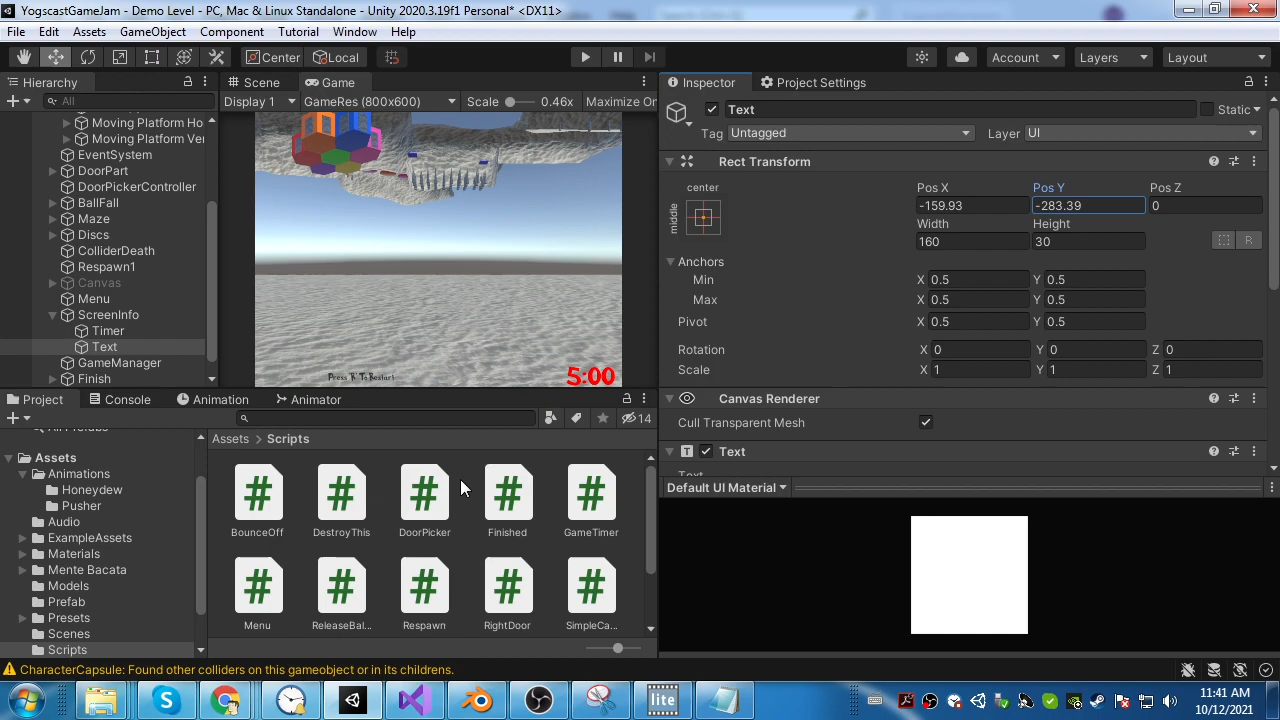 YogscastGameJam - Demo Level - PC, Mac & Linux Standalone - Unity 2020.3.19f1 Personal* <DX11>
File Edit Assets GameObject Component Tutorial Window Help
Center Local Account Layers Layout
Hierarchy Scene Game Inspector Project Settings
All Display 1 GameRes (800x600) Scale 0.46x Maximize On Text Static
Moving Platform Ho
Tag Untagged Layer UI
Moving Platform Ver
EventSystem
Rect Transform
DoorPart
DoorPickerController
center Pos X Pos Y Pos Z
BallFall
middle -159.93 -283.39 0
Maze
Width Height
Discs
160 30 R
ColliderDeath
Anchors
Respawn1
Min X 0.5 Y 0.5
Canvas
Max X 0.5 Y 0.5
Menu
ScreenInfo
Pivot X 0.5 Y 0.5
Timer
Text
Rotation X 0 Y 0 Z 0
GameManager
Scale X 1 Y 1 Z 1
Finish
Press 'R' To Restart 5:00
Project Console Animation Animator
Canvas Renderer
14
Cull Transparent Mesh
Assets > Scripts
Text
Text
Assets
Animations
Honeydew
Pusher
Audio
ExampleAssets
Materials
Mente Bacata
Models
Prefab
Presets
Scenes
Scripts
BounceOff DestroyThis DoorPicker Finished GameTimer
Menu ReleaseBal... Respawn RightDoor SimpleCa...
Default UI Material
CharacterCapsule: Found other colliders on this gameobject or in its childrens.
lite
11:41 AM
10/12/2021